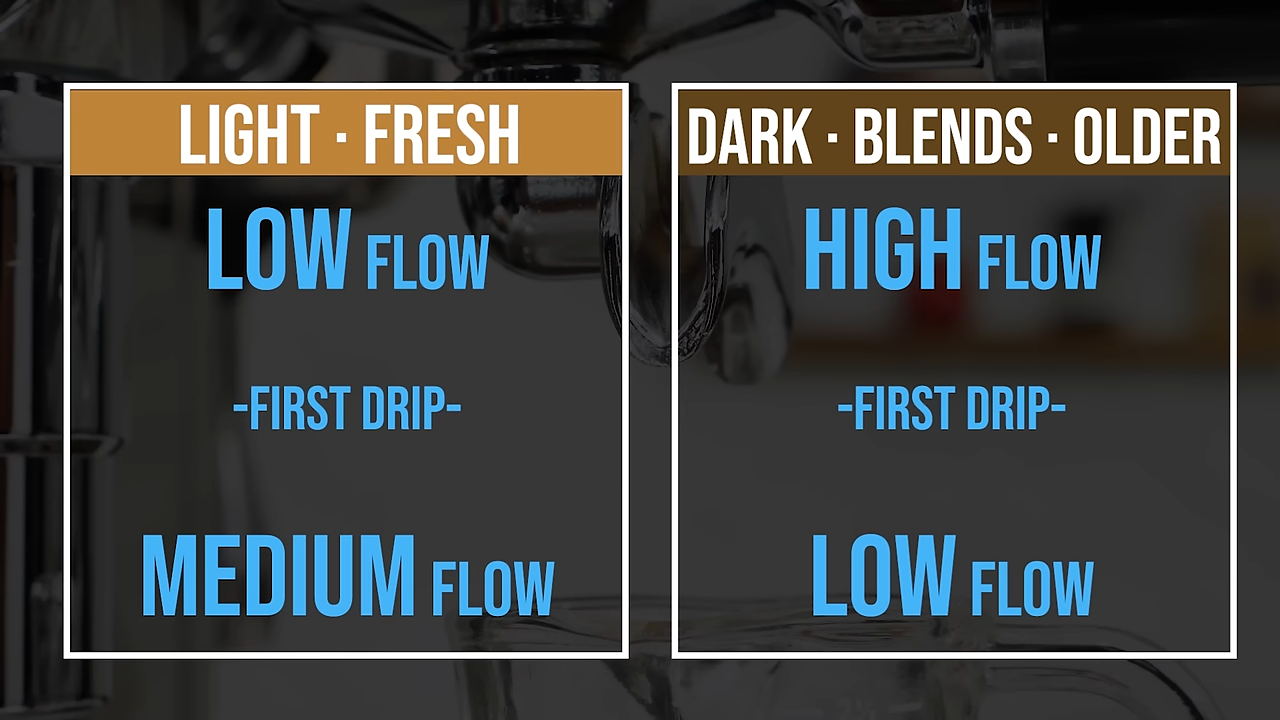 LIGHT · FRESH
LOW FLOW
-FIRST DRIP-
MEDIUM FLOW
DARK · BLENDS · OLDER
HIGH FLOW
-FIRST DRIP-
LOW FLOW